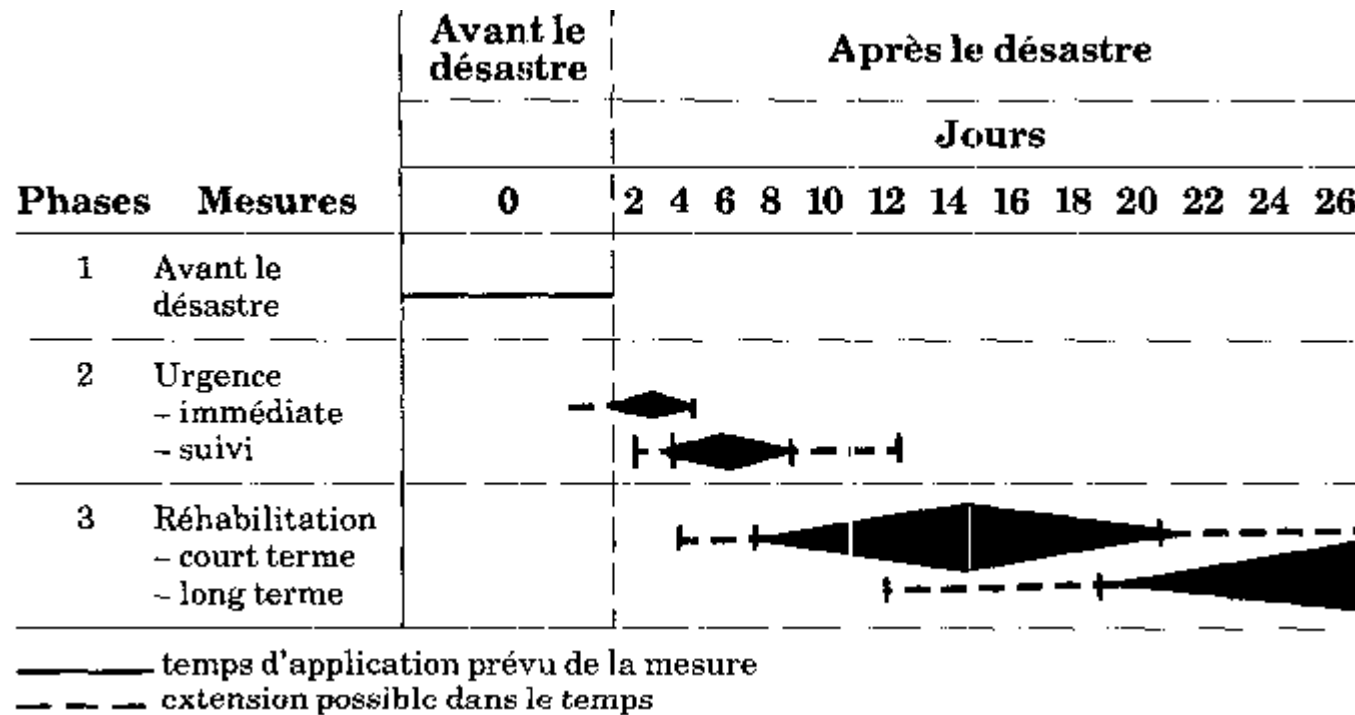 Avant le
désastre
Après le désastre
Jours
Phases Mesures 0 2 4 6 8 10 12 14 16 18 20 22 24 26
1 Avant le
désastre
2 Urgence
– immédiate
– suivi
3 Réhabilitation
– court terme
– long terme
temps d'application prévu de la mesure
extension possible dans le temps